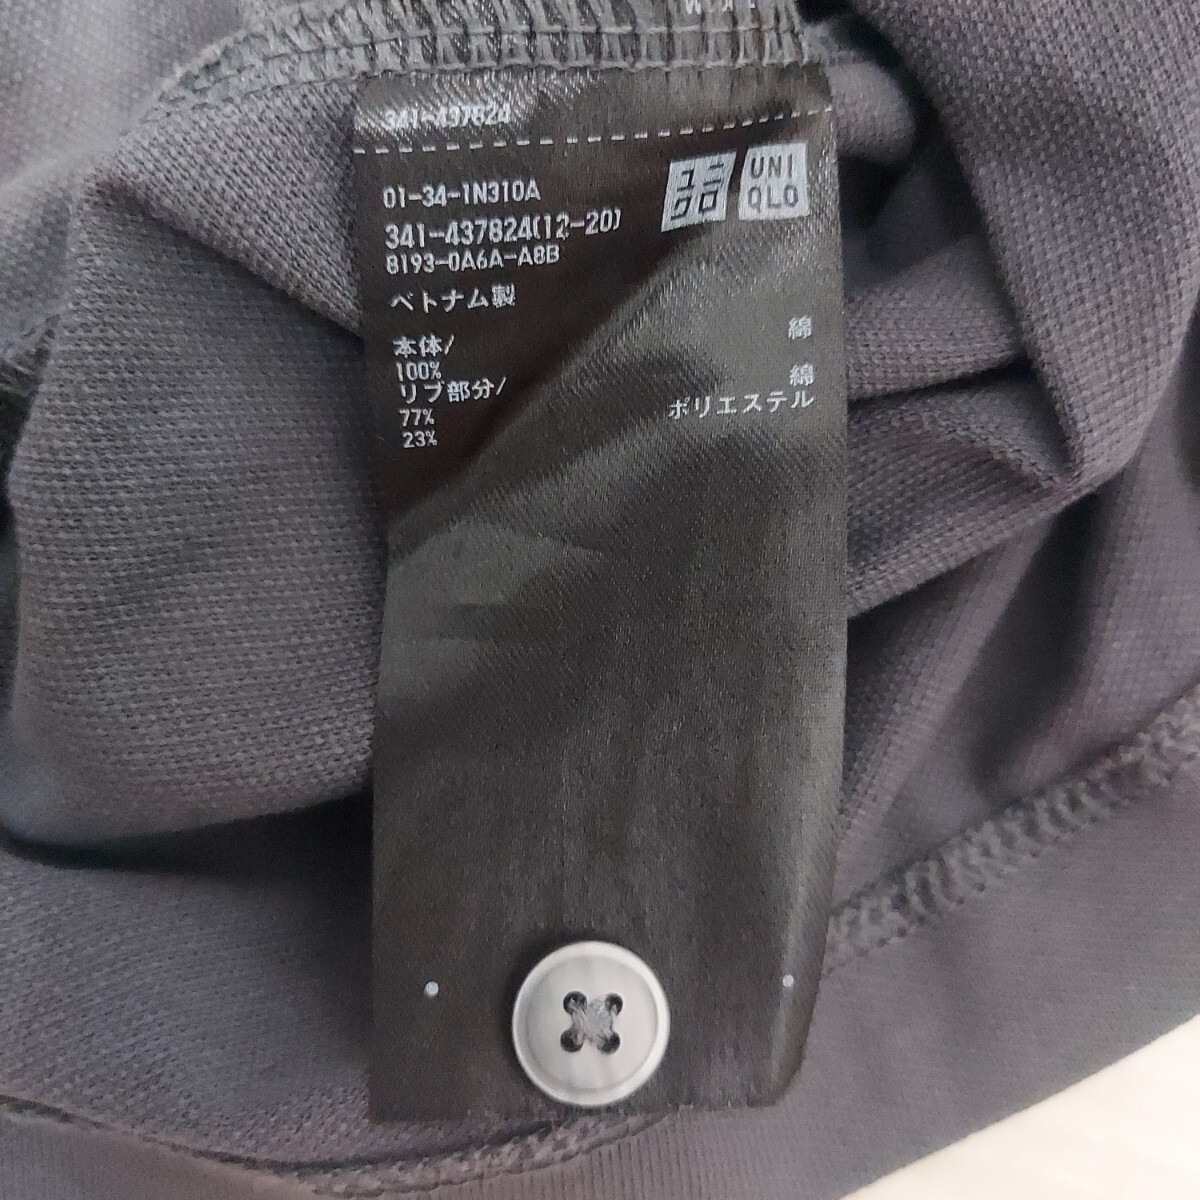 341-437824
ユニ
クロ
UNI
QLO
01-34-1N310A
341-437824(12-20)
8193-0A6A-A8B
ベトナム製
本体/ 綿
100%
リブ部分/ 綿
77% ポリエステル
23%